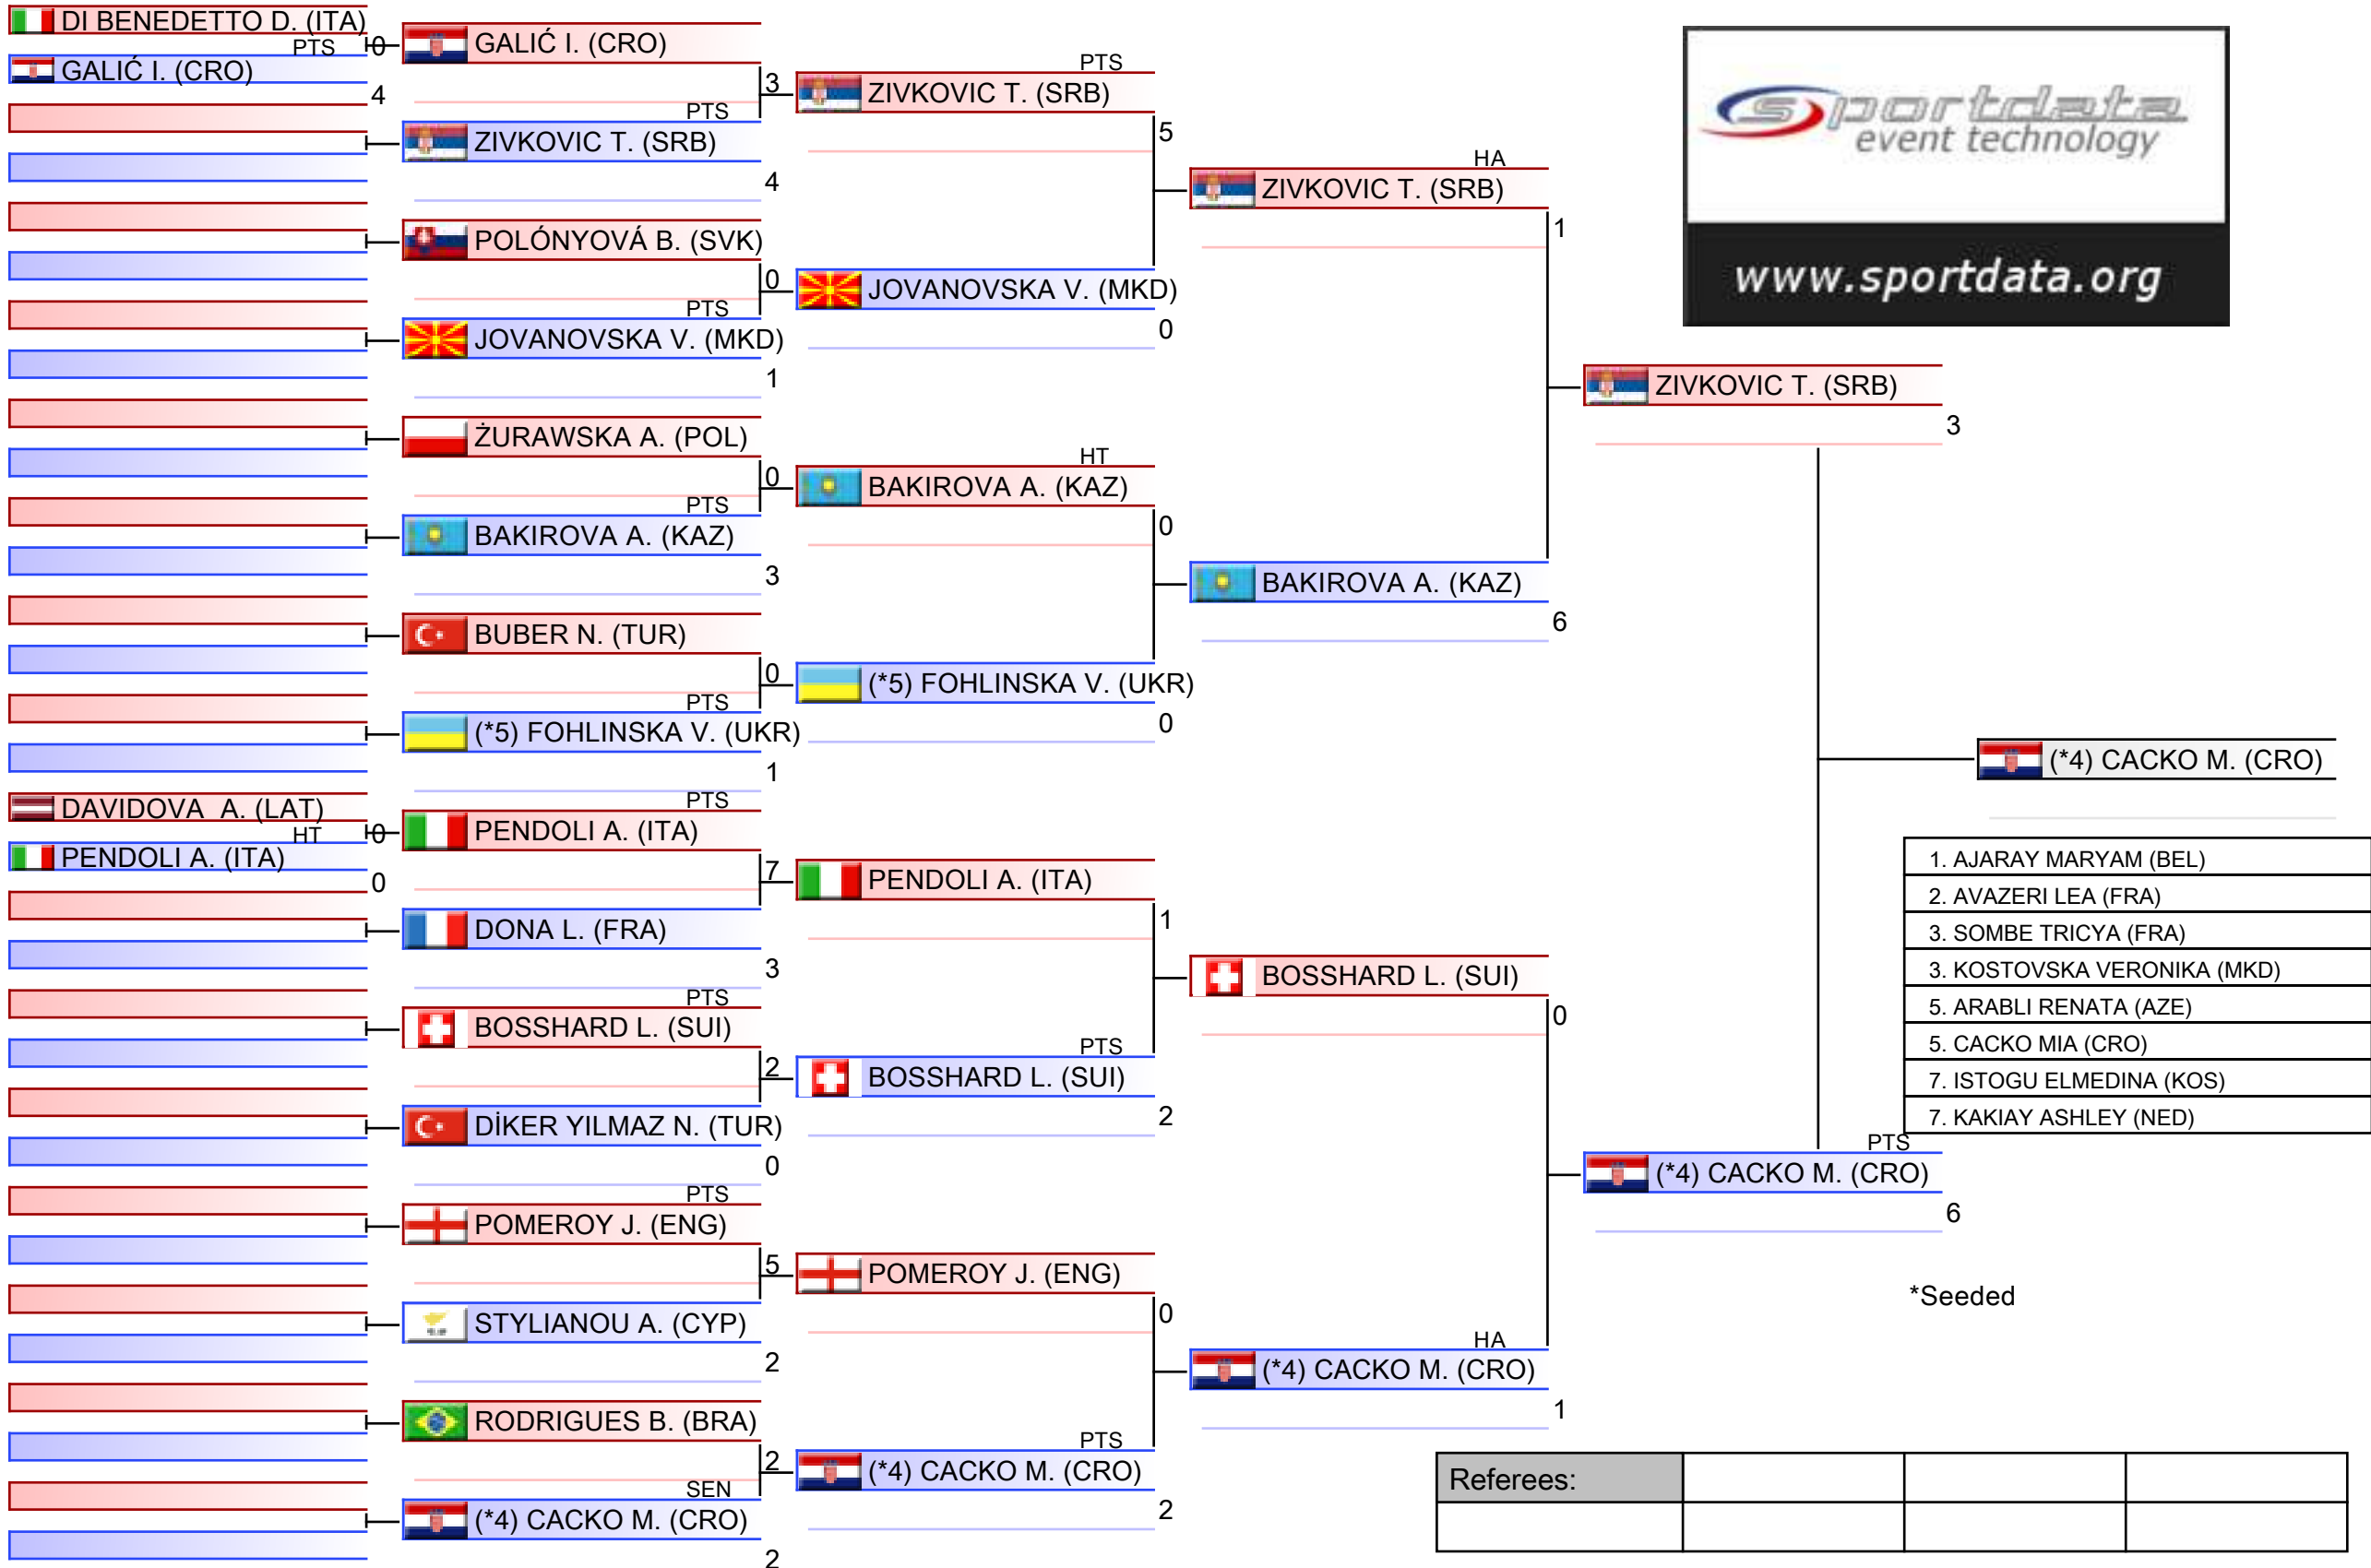 DI BENEDETTO D. (ITA)
PTS
0
GALIĆ I. (CRO)
4
DAVIDOVA  A. (LAT)
HT
0
PENDOLI A. (ITA)
0
GALIĆ I. (CRO)
3
PTS
ZIVKOVIC T. (SRB)
4
POLÓNYOVÁ B. (SVK)
0
PTS
JOVANOVSKA V. (MKD)
1
ŻURAWSKA A. (POL)
0
PTS
BAKIROVA A. (KAZ)
3
BUBER N. (TUR)
0
PTS
(*5) FOHLINSKA V. (UKR)
1
PTS
PENDOLI A. (ITA)
7
DONA L. (FRA)
3
PTS
BOSSHARD L. (SUI)
2
DİKER YILMAZ N. (TUR)
0
PTS
POMEROY J. (ENG)
5
STYLIANOU A. (CYP)
2
RODRIGUES B. (BRA)
2
SEN
(*4) CACKO M. (CRO)
2
PTS
ZIVKOVIC T. (SRB)
5
JOVANOVSKA V. (MKD)
0
HT
BAKIROVA A. (KAZ)
0
(*5) FOHLINSKA V. (UKR)
0
PENDOLI A. (ITA)
1
PTS
BOSSHARD L. (SUI)
2
POMEROY J. (ENG)
0
PTS
(*4) CACKO M. (CRO)
2
HA
ZIVKOVIC T. (SRB)
1
BAKIROVA A. (KAZ)
6
BOSSHARD L. (SUI)
0
HA
(*4) CACKO M. (CRO)
1
ZIVKOVIC T. (SRB)
3
PTS
(*4) CACKO M. (CRO)
6
(*4) CACKO M. (CRO)
sportdata
event technology
www.sportdata.org
1. AJARAY MARYAM (BEL)
2. AVAZERI LEA (FRA)
3. SOMBE TRICYA (FRA)
3. KOSTOVSKA VERONIKA (MKD)
5. ARABLI RENATA (AZE)
5. CACKO MIA (CRO)
7. ISTOGU ELMEDINA (KOS)
7. KAKIAY ASHLEY (NED)
*Seeded
Referees: